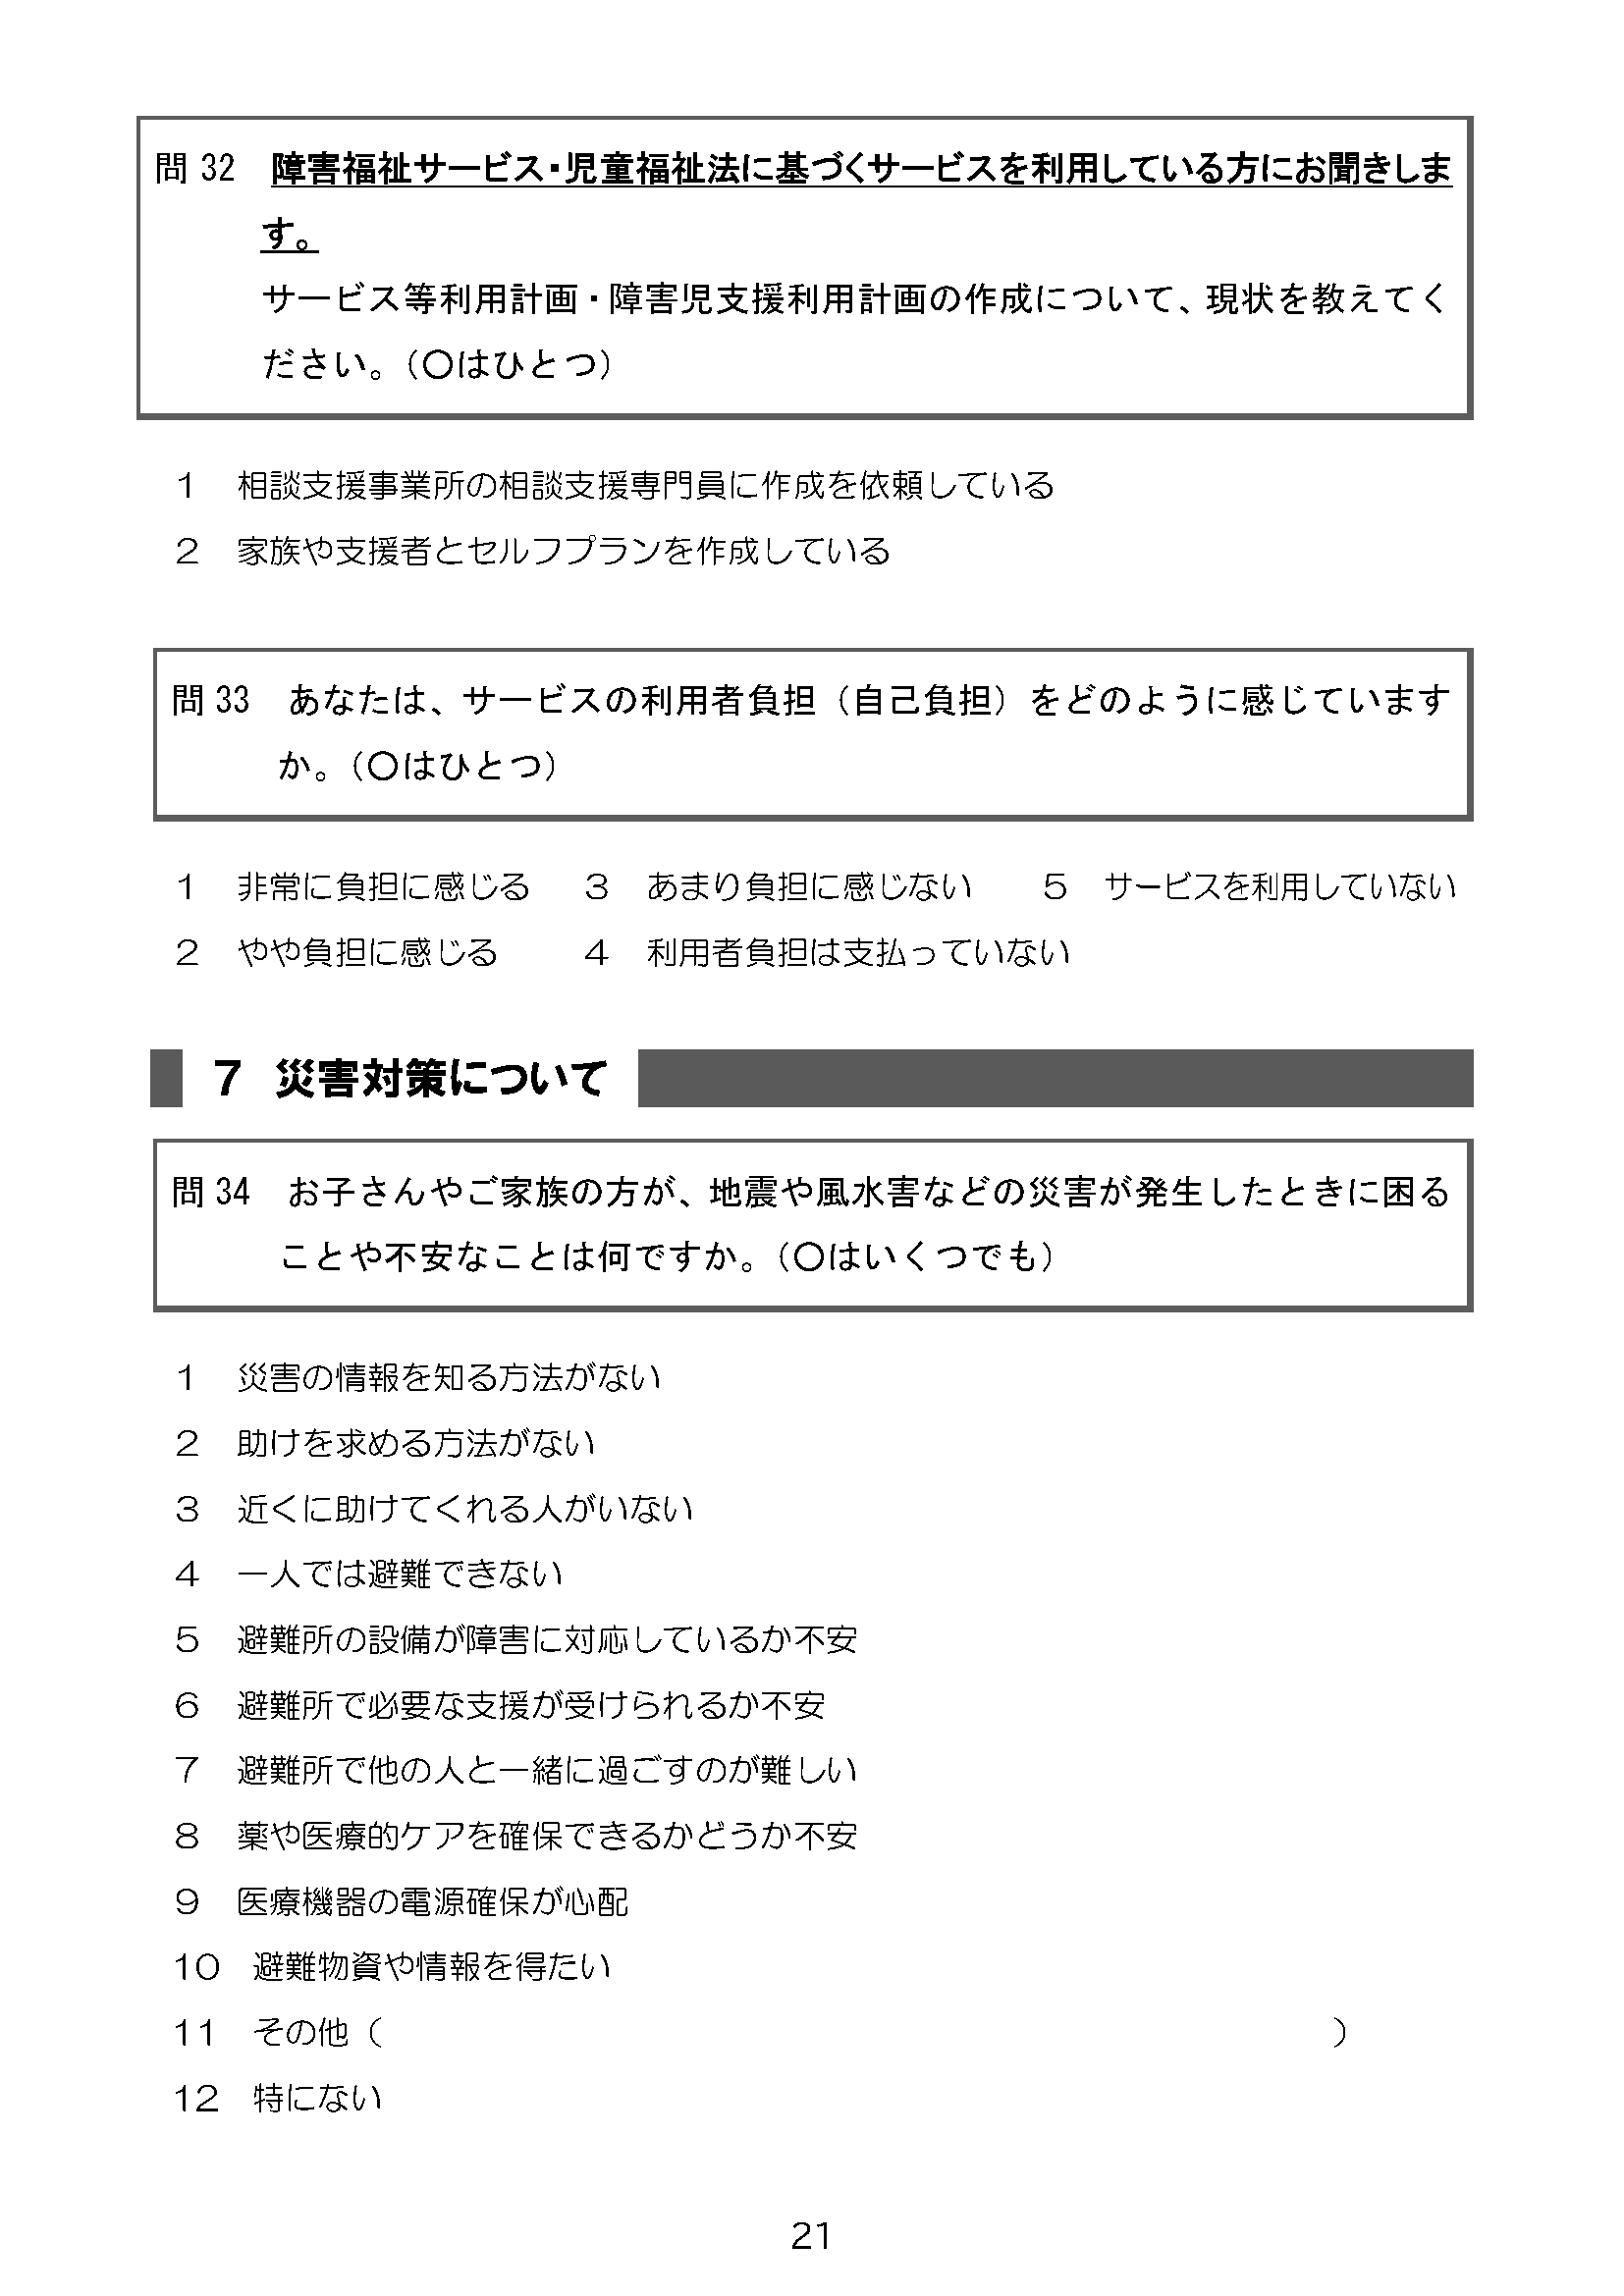 問 32　障害福祉サービス・児童福祉法に基づくサービスを利用している方にお聞きしま
す。
サービス等利用計画・障害児支援利用計画の作成について、現状を教えてく
ださい。（〇はひとつ）
１　相談支援事業所の相談支援専門員に作成を依頼している
２　家族や支援者とセルフプランを作成している
問 33　あなたは、サービスの利用者負担（自己負担）をどのように感じています
か。（〇はひとつ）
１　非常に負担に感じる　３　あまり負担に感じない　５　サービスを利用していない
２　やや負担に感じる　４　利用者負担は支払っていない
７　災害対策について
問 34　お子さんやご家族の方が、地震や風水害などの災害が発生したときに困る
ことや不安なことは何ですか。（〇はいくつでも）
１　災害の情報を知る方法がない
２　助けを求める方法がない
３　近くに助けてくれる人がいない
４　一人では避難できない
５　避難所の設備が障害に対応しているか不安
６　避難所で必要な支援が受けられるか不安
７　避難所で他の人と一緒に過ごすのが難しい
８　薬や医療的ケアを確保できるかどうか不安
９　医療機器の電源確保が心配
10　避難物資や情報を得たい
11　その他（　　　　　　　　　　　　　　　　　　　　　　　　　　　　　）
12　特にない
21